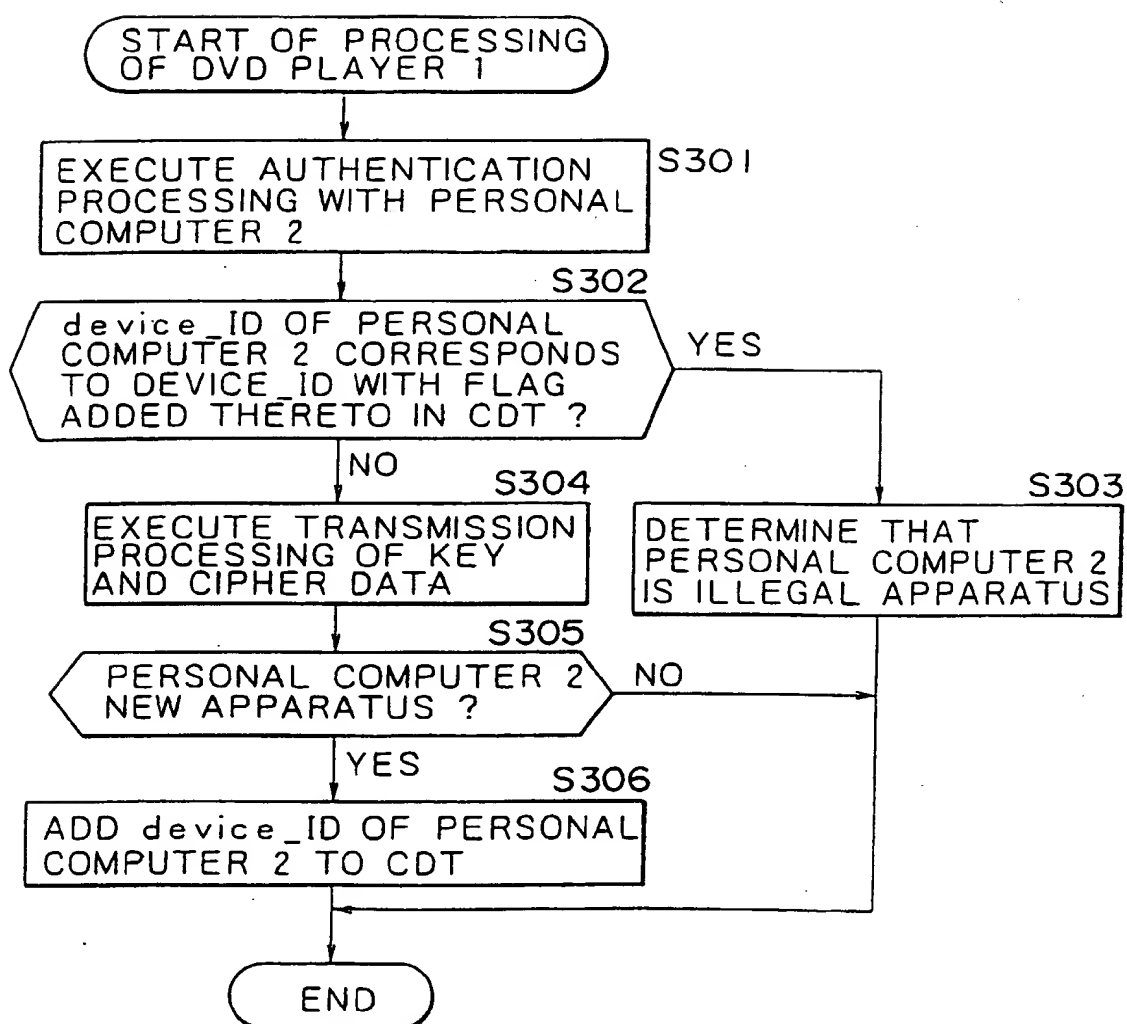 START OF PROCESSING
OF DVD PLAYER 1
EXECUTE AUTHENTICATION
PROCESSING WITH PERSONAL
COMPUTER 2
S301
S302
device_ID OF PERSONAL
COMPUTER 2 CORRESPONDS
TO DEVICE_ID WITH FLAG
ADDED THERETO IN CDT ?
YES
NO
S304
EXECUTE TRANSMISSION
PROCESSING OF KEY
AND CIPHER DATA
S303
DETERMINE THAT
PERSONAL COMPUTER 2
IS ILLEGAL APPARATUS
S305
PERSONAL COMPUTER 2
NEW APPARATUS ?
NO
YES
S306
ADD device_ID OF PERSONAL
COMPUTER 2 TO CDT
END